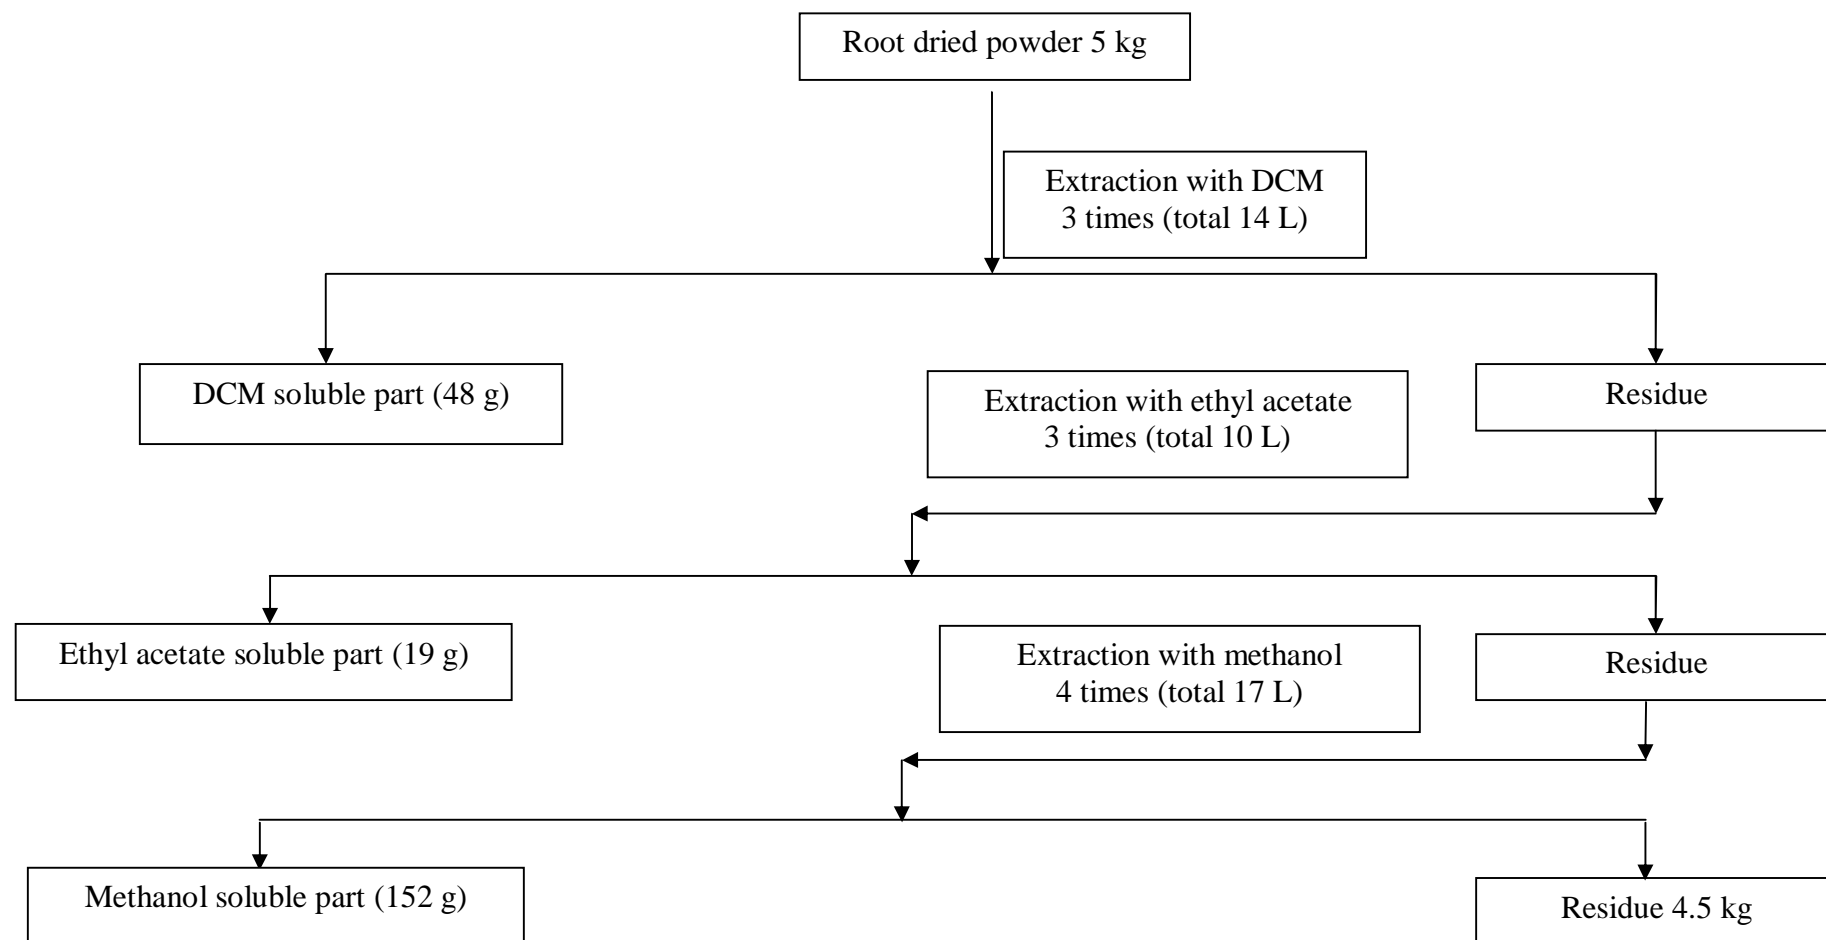 Root dried powder 5 kg
Extraction with DCM
3 times (total 14 L)
DCM soluble part (48 g)
Extraction with ethyl acetate
3 times (total 10 L)
Residue
Ethyl acetate soluble part (19 g)
Extraction with methanol
4 times (total 17 L)
Residue
Methanol soluble part (152 g)
Residue 4.5 kg